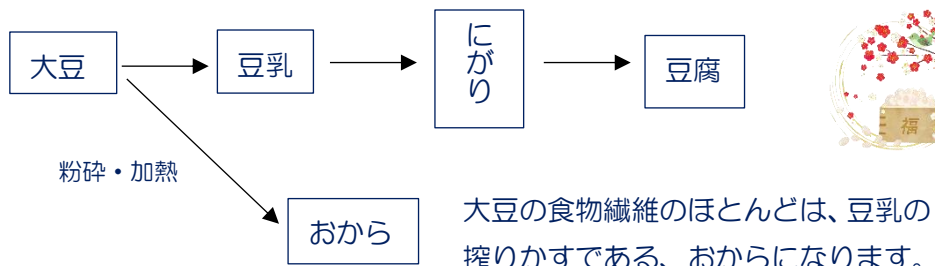 大豆
豆乳
にがり
豆腐
福
粉砕・加熱
おから
大豆の食物繊維のほとんどは、豆乳の
搾りかすである、おからになります。